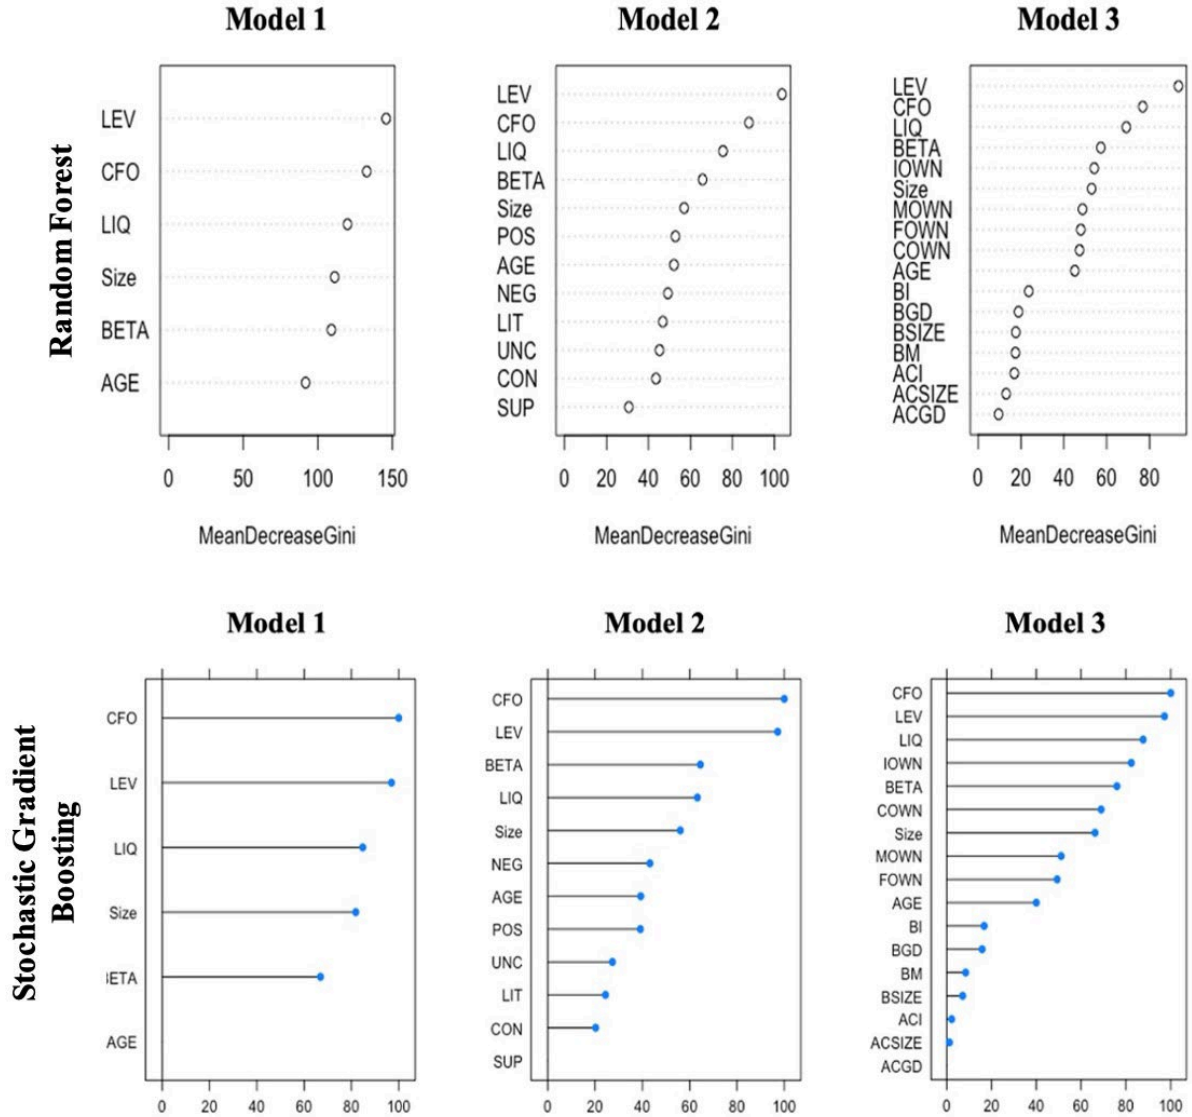 Model 1
Model 2
Model 3
Random Forest
LEV
CFO
LIQ
Size
BETA
AGE
0 50 100 150
MeanDecreaseGini
LEV
CFO
LIQ
BETA
Size
POS
AGE
NEG
LIT
UNC
CON
SUP
0 20 40 60 80 100
MeanDecreaseGini
LEV
CFO
LIQ
BETA
IOWN
Size
MOWN
FOWN
COWN
AGE
BI
BGD
BSIZE
BM
ACI
ACSIZE
ACGD
0 20 40 60 80
MeanDecreaseGini
Model 1
Model 2
Model 3
Stochastic Gradient
Boosting
CFO
LEV
LIQ
Size
ETA
AGE
0 20 40 60 80 100
CFO
LEV
BETA
LIQ
Size
NEG
AGE
POS
UNC
LIT
CON
SUP
0 20 40 60 80 100
CFO
LEV
LIQ
IOWN
BETA
COWN
Size
MOWN
FOWN
AGE
BI
BGD
BM
BSIZE
ACI
ACSIZE
ACGD
0 20 40 60 80 100